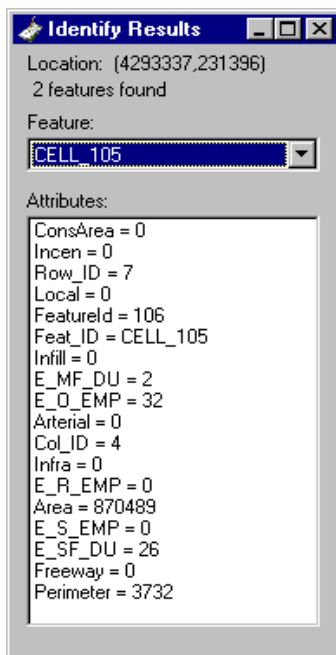 Identify Results
Location: (4293337,231396)
2 features found
Feature:
CELL_105
Attributes:
ConsArea = 0
Incen = 0
Row_ID = 7
Local = 0
FeatureId = 106
Feat_ID = CELL_105
Infill = 0
E_MF_DU = 2
E_O_EMP = 32
Arterial = 0
Col_ID = 4
Infra = 0
E_R_EMP = 0
Area = 870489
E_S_EMP = 0
E_SF_DU = 26
Freeway = 0
Perimeter = 3732